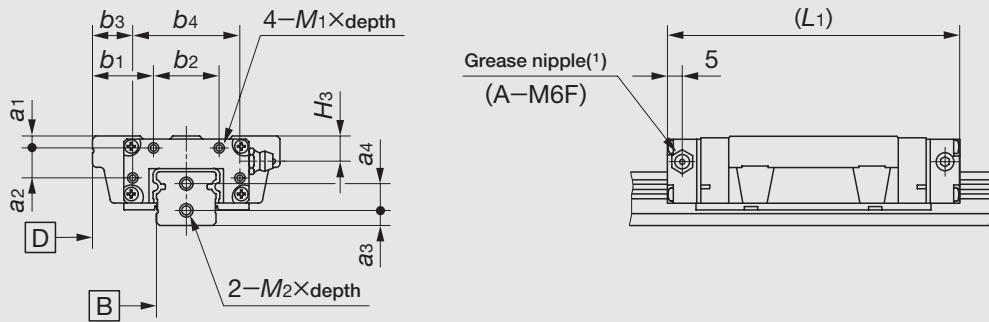 b3 b4 4−M1×depth
b1 b2
a1
a2
H3
a4
a3
D
B
2−M2×depth
(L1)
5
Grease nipple(1)
(A−M6F)